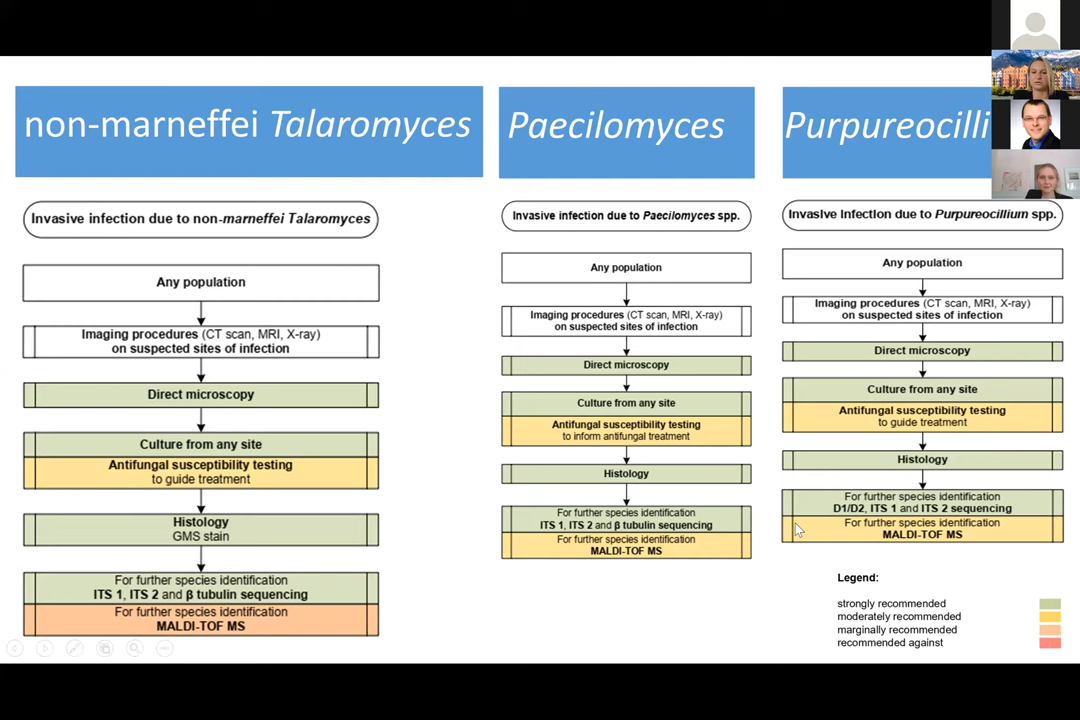 non-marneffei Talaromyces
Invasive infection due to non-marneffei Talaromyces
Any population
Imaging procedures (CT scan, MRI, X-ray)
on suspected sites of infection
Direct microscopy
Culture from any site
Antifungal susceptibility testing
to guide treatment
Histology
GMS stain
For further species identification
ITS 1, ITS 2 and β tubulin sequencing
For further species identification
MALDI-TOF MS
Paecilomyces
Invasive infection due to Paecilomyces spp.
Any population
Imaging procedures (CT scan, MRI, X-ray)
on suspected sites of infection
Direct microscopy
Culture from any site
Antifungal susceptibility testing
to inform antifungal treatment
Histology
For further species identification
ITS 1, ITS 2 and β tubulin sequencing
For further species identification
MALDI-TOF MS
Purpureocilli
Invasive infection due to Purpureocillium spp.
Any population
Imaging procedures (CT scan, MRI, X-ray)
on suspected sites of infection
Direct microscopy
Culture from any site
Antifungal susceptibility testing
to guide treatment
Histology
For further species identification
D1/D2, ITS 1 and ITS 2 sequencing
For further species identification
MALDI-TOF MS
Legend:
strongly recommended
moderately recommended
marginally recommended
recommended against